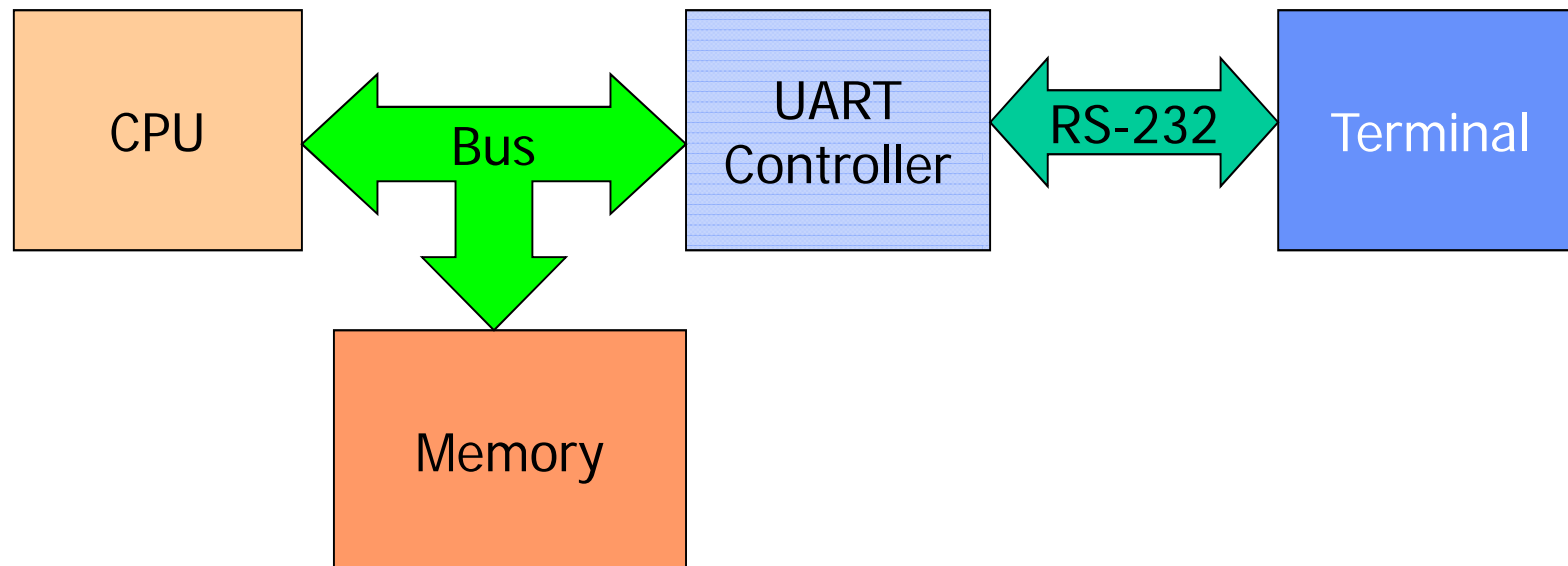 CPU
Bus
UART
Controller
RS-232
Terminal
Memory